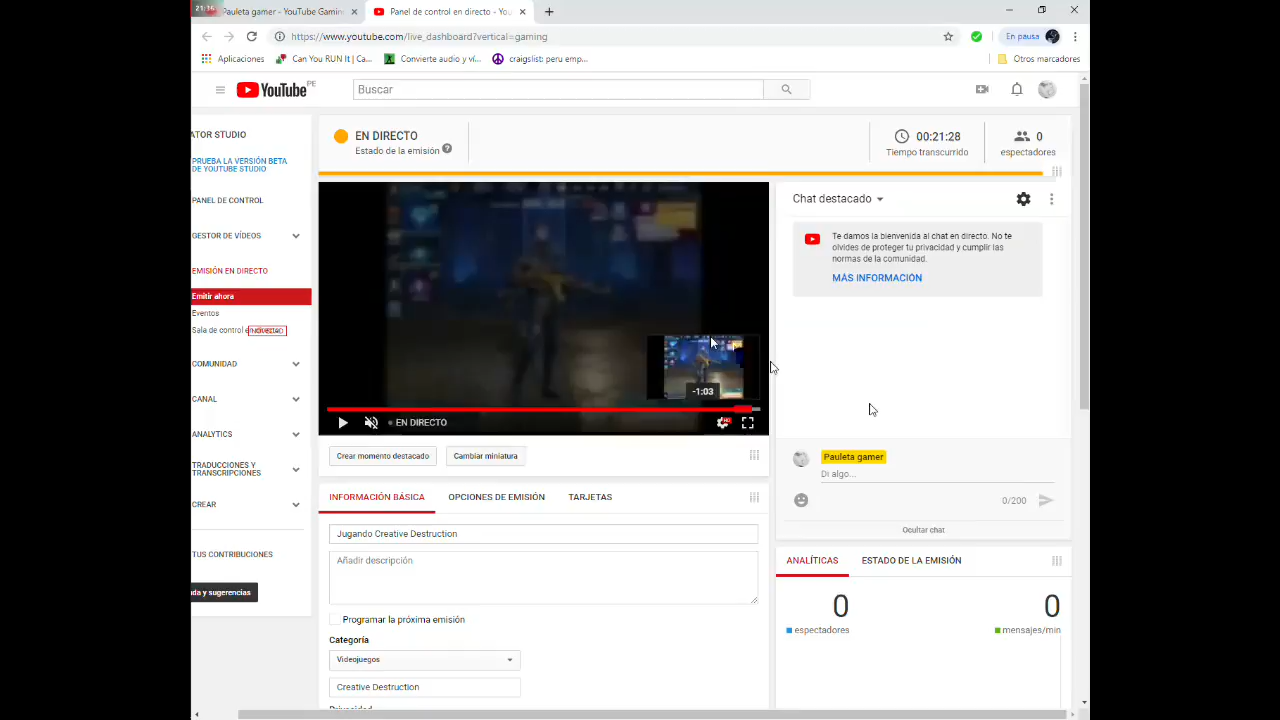 21:16
Pauleta gamer - YouTube Gamin
Panel de control en directo - You
https://www.youtube.com/live_dashboard?vertical=gaming
En pausa
Aplicaciones
Can You RUN It | Ca...
Convierte audio y ví...
craigslist: peru emp...
Otros marcadores
YouTube PE
Buscar
ATOR STUDIO
PRUEBA LA VERSIÓN BETA
DE YOUTUBE STUDIO
PANEL DE CONTROL
GESTOR DE VÍDEOS
EMISIÓN EN DIRECTO
Emitir ahora
Eventos
Sala de control e
COMUNIDAD
CANAL
ANALYTICS
TRADUCCIONES Y
TRANSCRIPCIONES
CREAR
TUS CONTRIBUCIONES
da y sugerencias
EN DIRECTO
Estado de la emisión
00:21:28
Tiempo transcurrido
0
espectadores
-1:03
EN DIRECTO
Crear momento destacado
Cambiar miniatura
INFORMACIÓN BÁSICA
OPCIONES DE EMISIÓN
TARJETAS
Jugando Creative Destruction
Añadir descripción
Programar la próxima emisión
Categoría
Videojuegos
Creative Destruction
Chat destacado
Te damos la bienvenida al chat en directo. No te
olvides de proteger tu privacidad y cumplir las
normas de la comunidad.
MÁS INFORMACIÓN
Pauleta gamer
Di algo...
0/200
Ocultar chat
ANALÍTICAS
ESTADO DE LA EMISIÓN
0
espectadores
0
mensajes/min